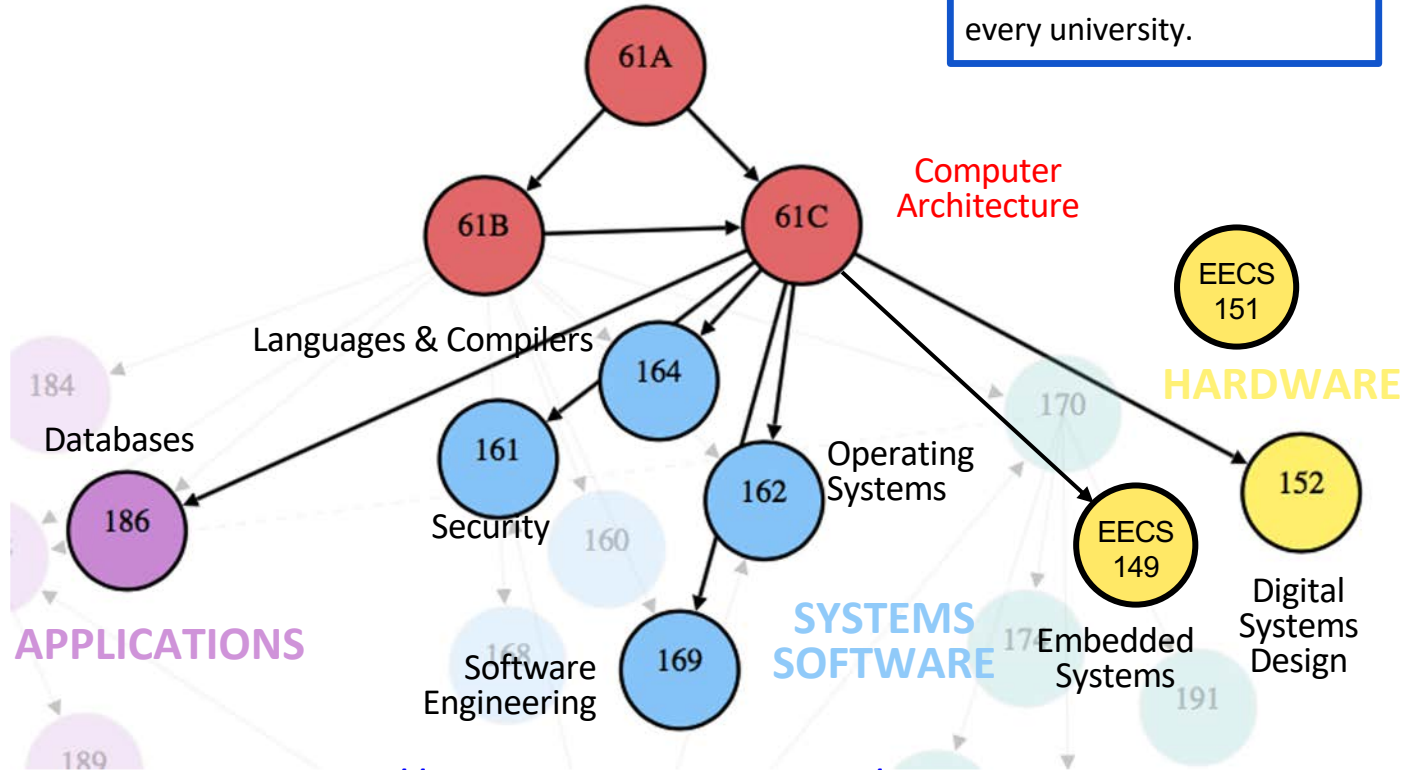 every university.
61A
Computer
Architecture
61B
61C
EECS
151
Languages & Compilers
164
HARDWARE
184
170
Databases
161
Operating
Systems
162
152
186
Security
160
EECS
149
Digital
Systems
Design
APPLICATIONS
SYSTEMS
SOFTWARE
174
Embedded
Systems
168
Software
Engineering
169
191
189